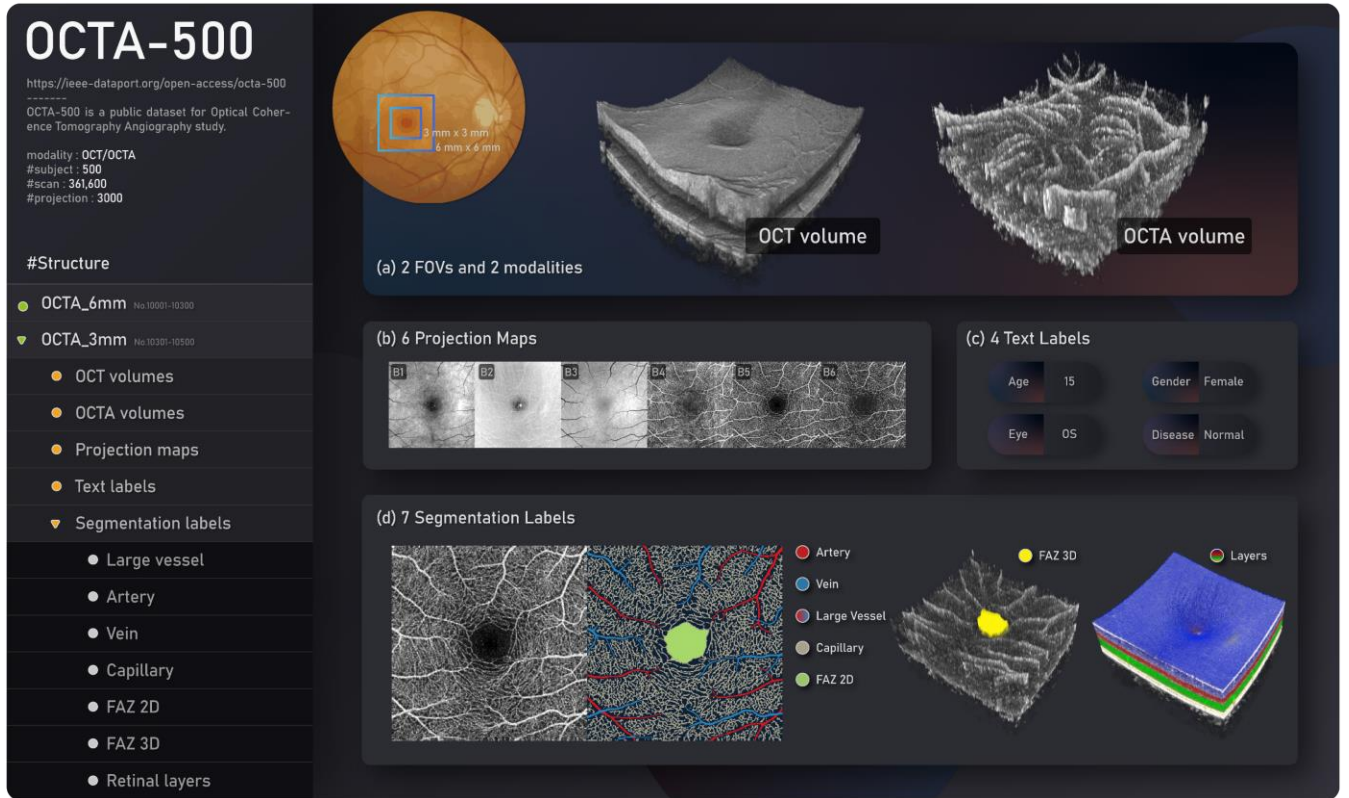 OCTA-500
https://ieee-dataport.org/open-access/octa-500
-------
OCTA-500 is a public dataset for Optical Coher-
ence Tomography Angiography study.
modality : OCT/OCTA
#subject : 500
#scan : 361,600
#projection : 3000
#Structure
OCTA_6mm No.10001-10300
OCTA_3mm No.10301-10500
OCT volumes
OCTA volumes
Projection maps
Text labels
Segmentation labels
Large vessel
Artery
Vein
Capillary
FAZ 2D
FAZ 3D
Retinal layers
3 mm x 3 mm
6 mm x 6 mm
OCT volume
OCTA volume
(a) 2 FOVs and 2 modalities
(b) 6 Projection Maps
B1 B2 B3 B4 B5 B6
(c) 4 Text Labels
Age 15
Gender Female
Eye OS
Disease Normal
(d) 7 Segmentation Labels
Artery
Vein
Large Vessel
Capillary
FAZ 2D
FAZ 3D
Layers